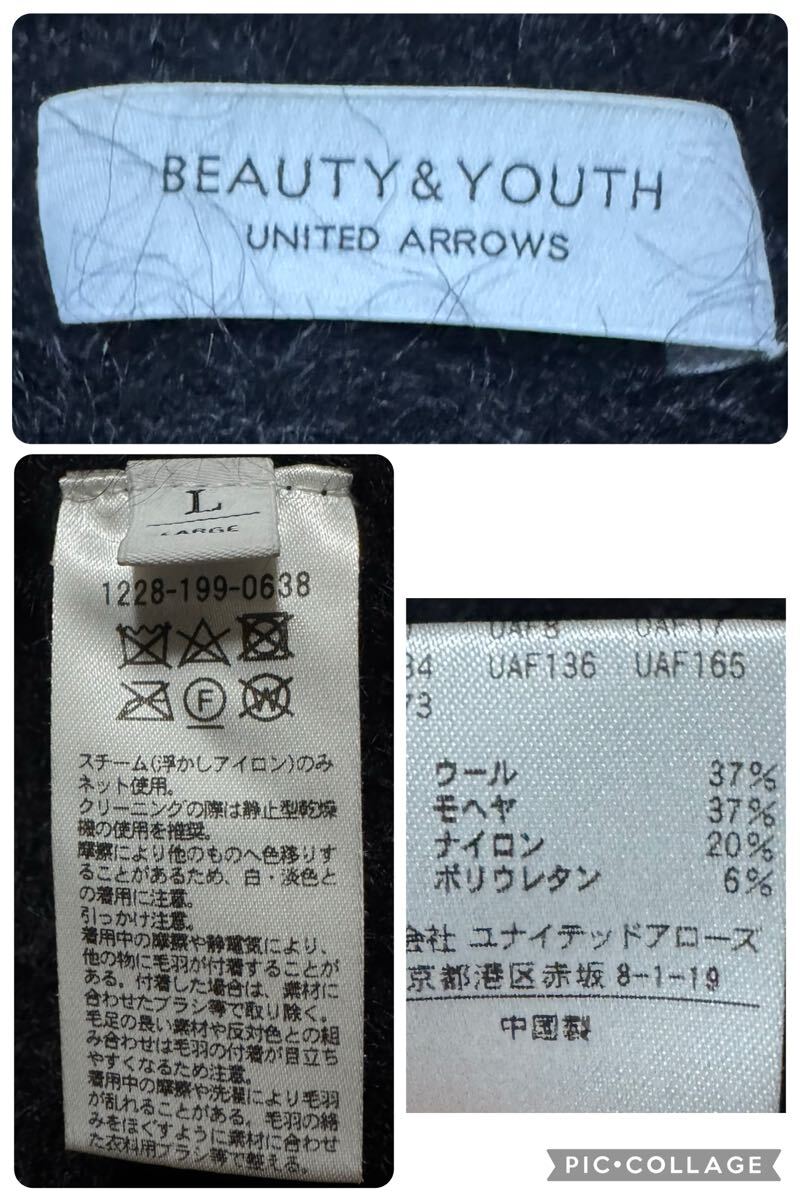 BEAUTY&YOUTH
UNITED ARROWS
L
LARGE
1228-199-0638
F
W
スチーム(浮かしアイロン)のみ
ネット使用。
クリーニングの際は静止型乾燥
機の使用を推奨。
摩擦により他のものへ色移りす
ることがあるため、白・淡色と
の着用に注意。
引っかけ注意。
着用中の摩擦や静電気により、
他の物に毛羽が付着することが
ある。付着した場合は、素材に
合わせたブラシ等で取り除く。
毛足の長い素材や反対色との組
み合わせは毛羽の付着が目立ち
やすくなるため注意。
着用中の摩擦や洗濯により毛羽
が乱れることがある。毛羽の絡
みをほぐすように素材に合わせ
た衣料用ブラシ等で整える。
UAF8 UAF17
34 UAF136 UAF165
73
ウール 37%
モヘヤ 37%
ナイロン 20%
ポリウレタン 6%
会社 ユナイテッドアローズ
京都港区赤坂 8-1-19
中国製
PIC•COLLAGE